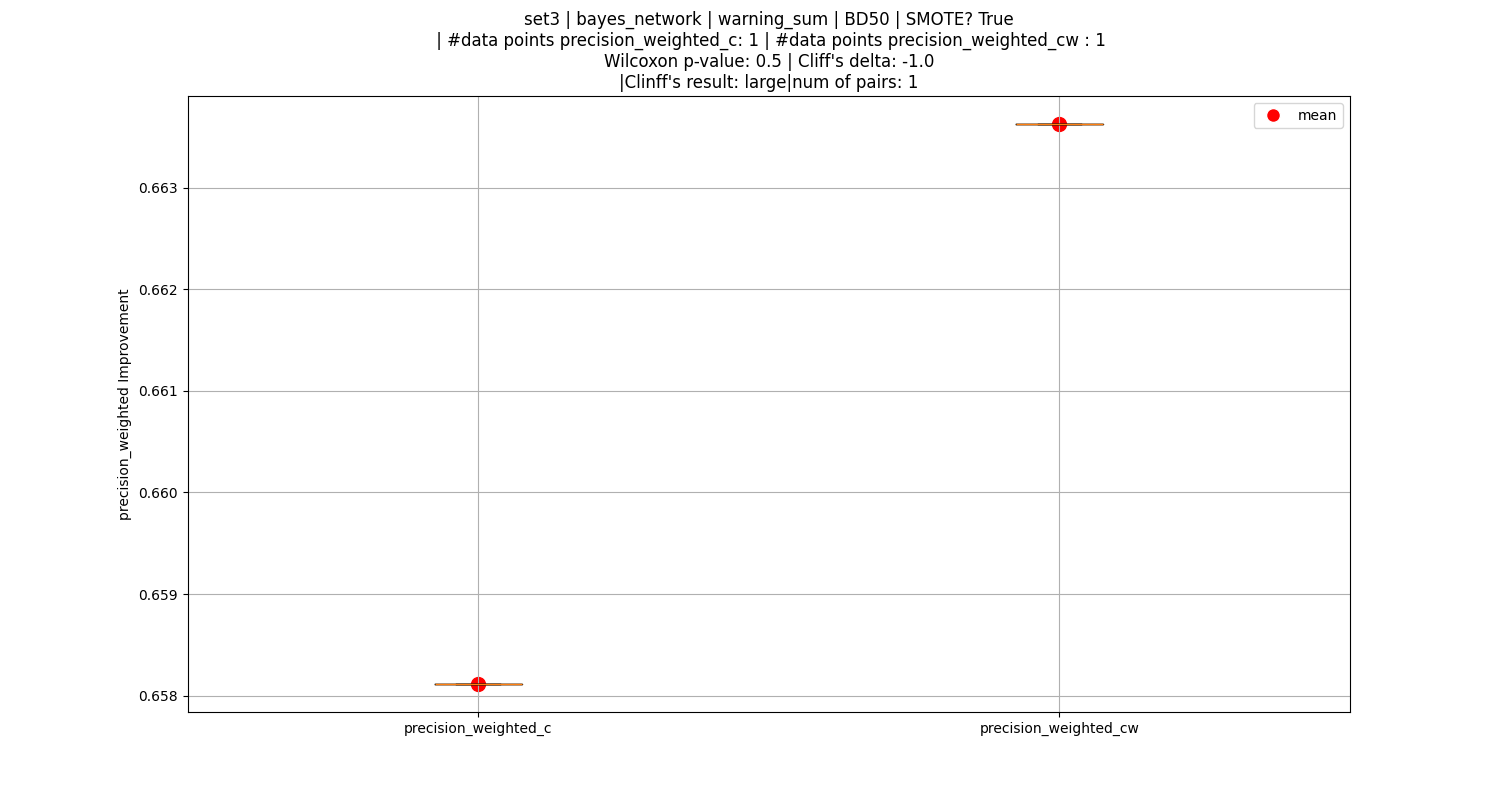 set3 | bayes_network | warning_sum | BD50 | SMOTE? True
| #data points precision_weighted_c: 1 | #data points precision_weighted_cw : 1
Wilcoxon p-value: 0.5 | Cliff's delta: -1.0
|Clinff's result: large|num of pairs: 1
mean
precision_weighted Improvement
0.663
0.662
0.661
0.660
0.659
0.658
precision_weighted_c
precision_weighted_cw